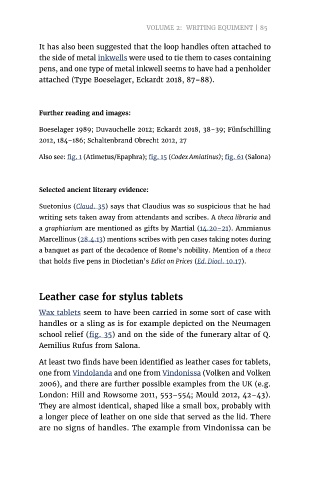 VOLUME 2: WRITING EQUIMENT | 85
It has also been suggested that the loop handles often attached to
the side of metal inkwells were used to tie them to cases containing
pens, and one type of metal inkwell seems to have had a penholder
attached (Type Boeselager, Eckardt 2018, 87–88).
Further reading and images:
Boeselager 1989; Duvauchelle 2012; Eckardt 2018, 38–39; Fünfschilling
2012, 184–186; Schaltenbrand Obrecht 2012, 27
Also see: fig. 1 (Atimetus/Epaphra); fig. 15 (Codex Amiatinus); fig. 61 (Salona)
Selected ancient literary evidence:
Suetonius (Claud. 35) says that Claudius was so suspicious that he had
writing sets taken away from attendants and scribes. A theca libraria and
a graphiarium are mentioned as gifts by Martial (14.20–21). Ammianus
Marcellinus (28.4.13) mentions scribes with pen cases taking notes during
a banquet as part of the decadence of Rome's nobility. Mention of a theca
that holds five pens in Diocletian's Edict on Prices (Ed. Diocl. 10.17).
Leather case for stylus tablets
Wax tablets seem to have been carried in some sort of case with
handles or a sling as is for example depicted on the Neumagen
school relief (fig. 35) and on the side of the funerary altar of Q.
Aemilius Rufus from Salona.
At least two finds have been identified as leather cases for tablets,
one from Vindolanda and one from Vindonissa (Volken and Volken
2006), and there are further possible examples from the UK (e.g.
London: Hill and Rowsome 2011, 553–554; Mould 2012, 42–43).
They are almost identical, shaped like a small box, probably with
a longer piece of leather on one side that served as the lid. There
are no signs of handles. The example from Vindonissa can be